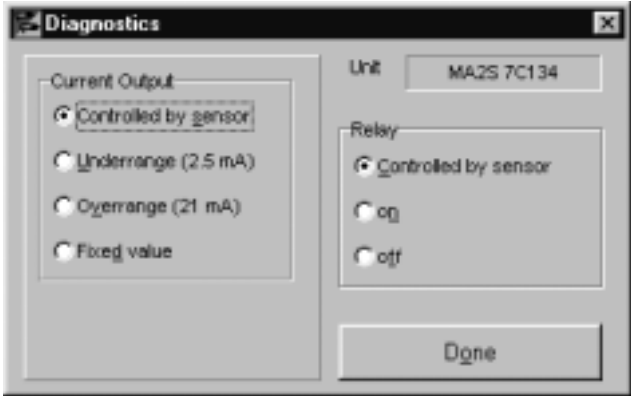 Diagnostics
Current Output
Controlled by sensor
Underrange (2.5 mA)
Overrange (21 mA)
Fixed value
Unit MA2S 7C134
Relay
Controlled by sensor
on
off
Done